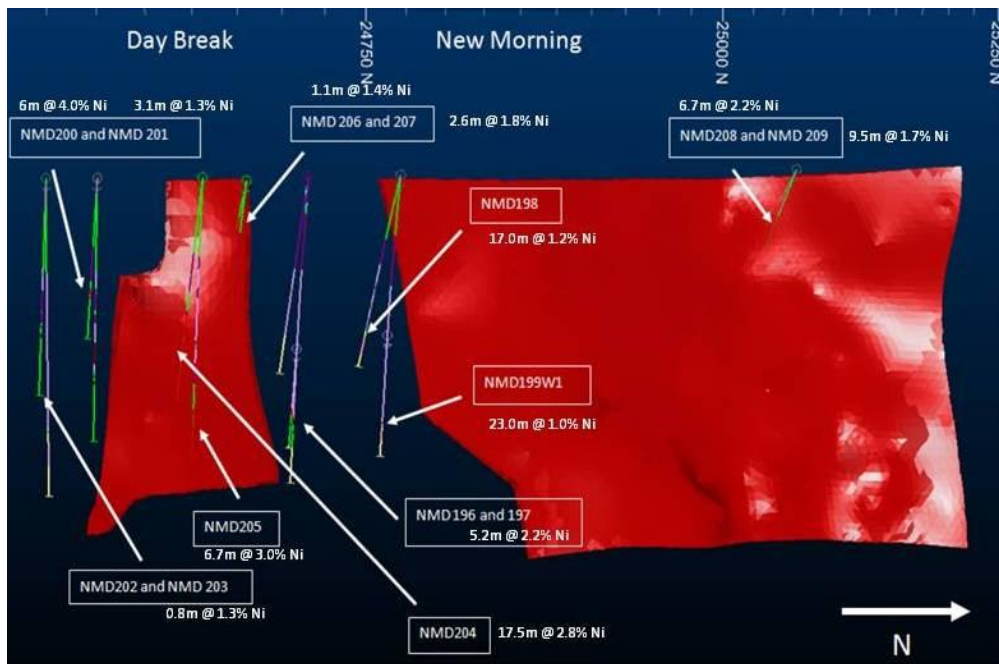 Day Break
New Morning
24750 N
25000 N
25250 N
6m @ 4.0% Ni
3.1m @ 1.3% Ni
NMD200 and NMD 201
1.1m @ 1.4% Ni
NMD 206 and 207
2.6m @ 1.8% Ni
6.7m @ 2.2% Ni
NMD208 and NMD 209
9.5m @ 1.7% Ni
NMD198
17.0m @ 1.2% Ni
NMD199W1
23.0m @ 1.0% Ni
NMD196 and 197
5.2m @ 2.2% Ni
NMD205
6.7m @ 3.0% Ni
NMD202 and NMD 203
0.8m @ 1.3% Ni
NMD204
17.5m @ 2.8% Ni
N